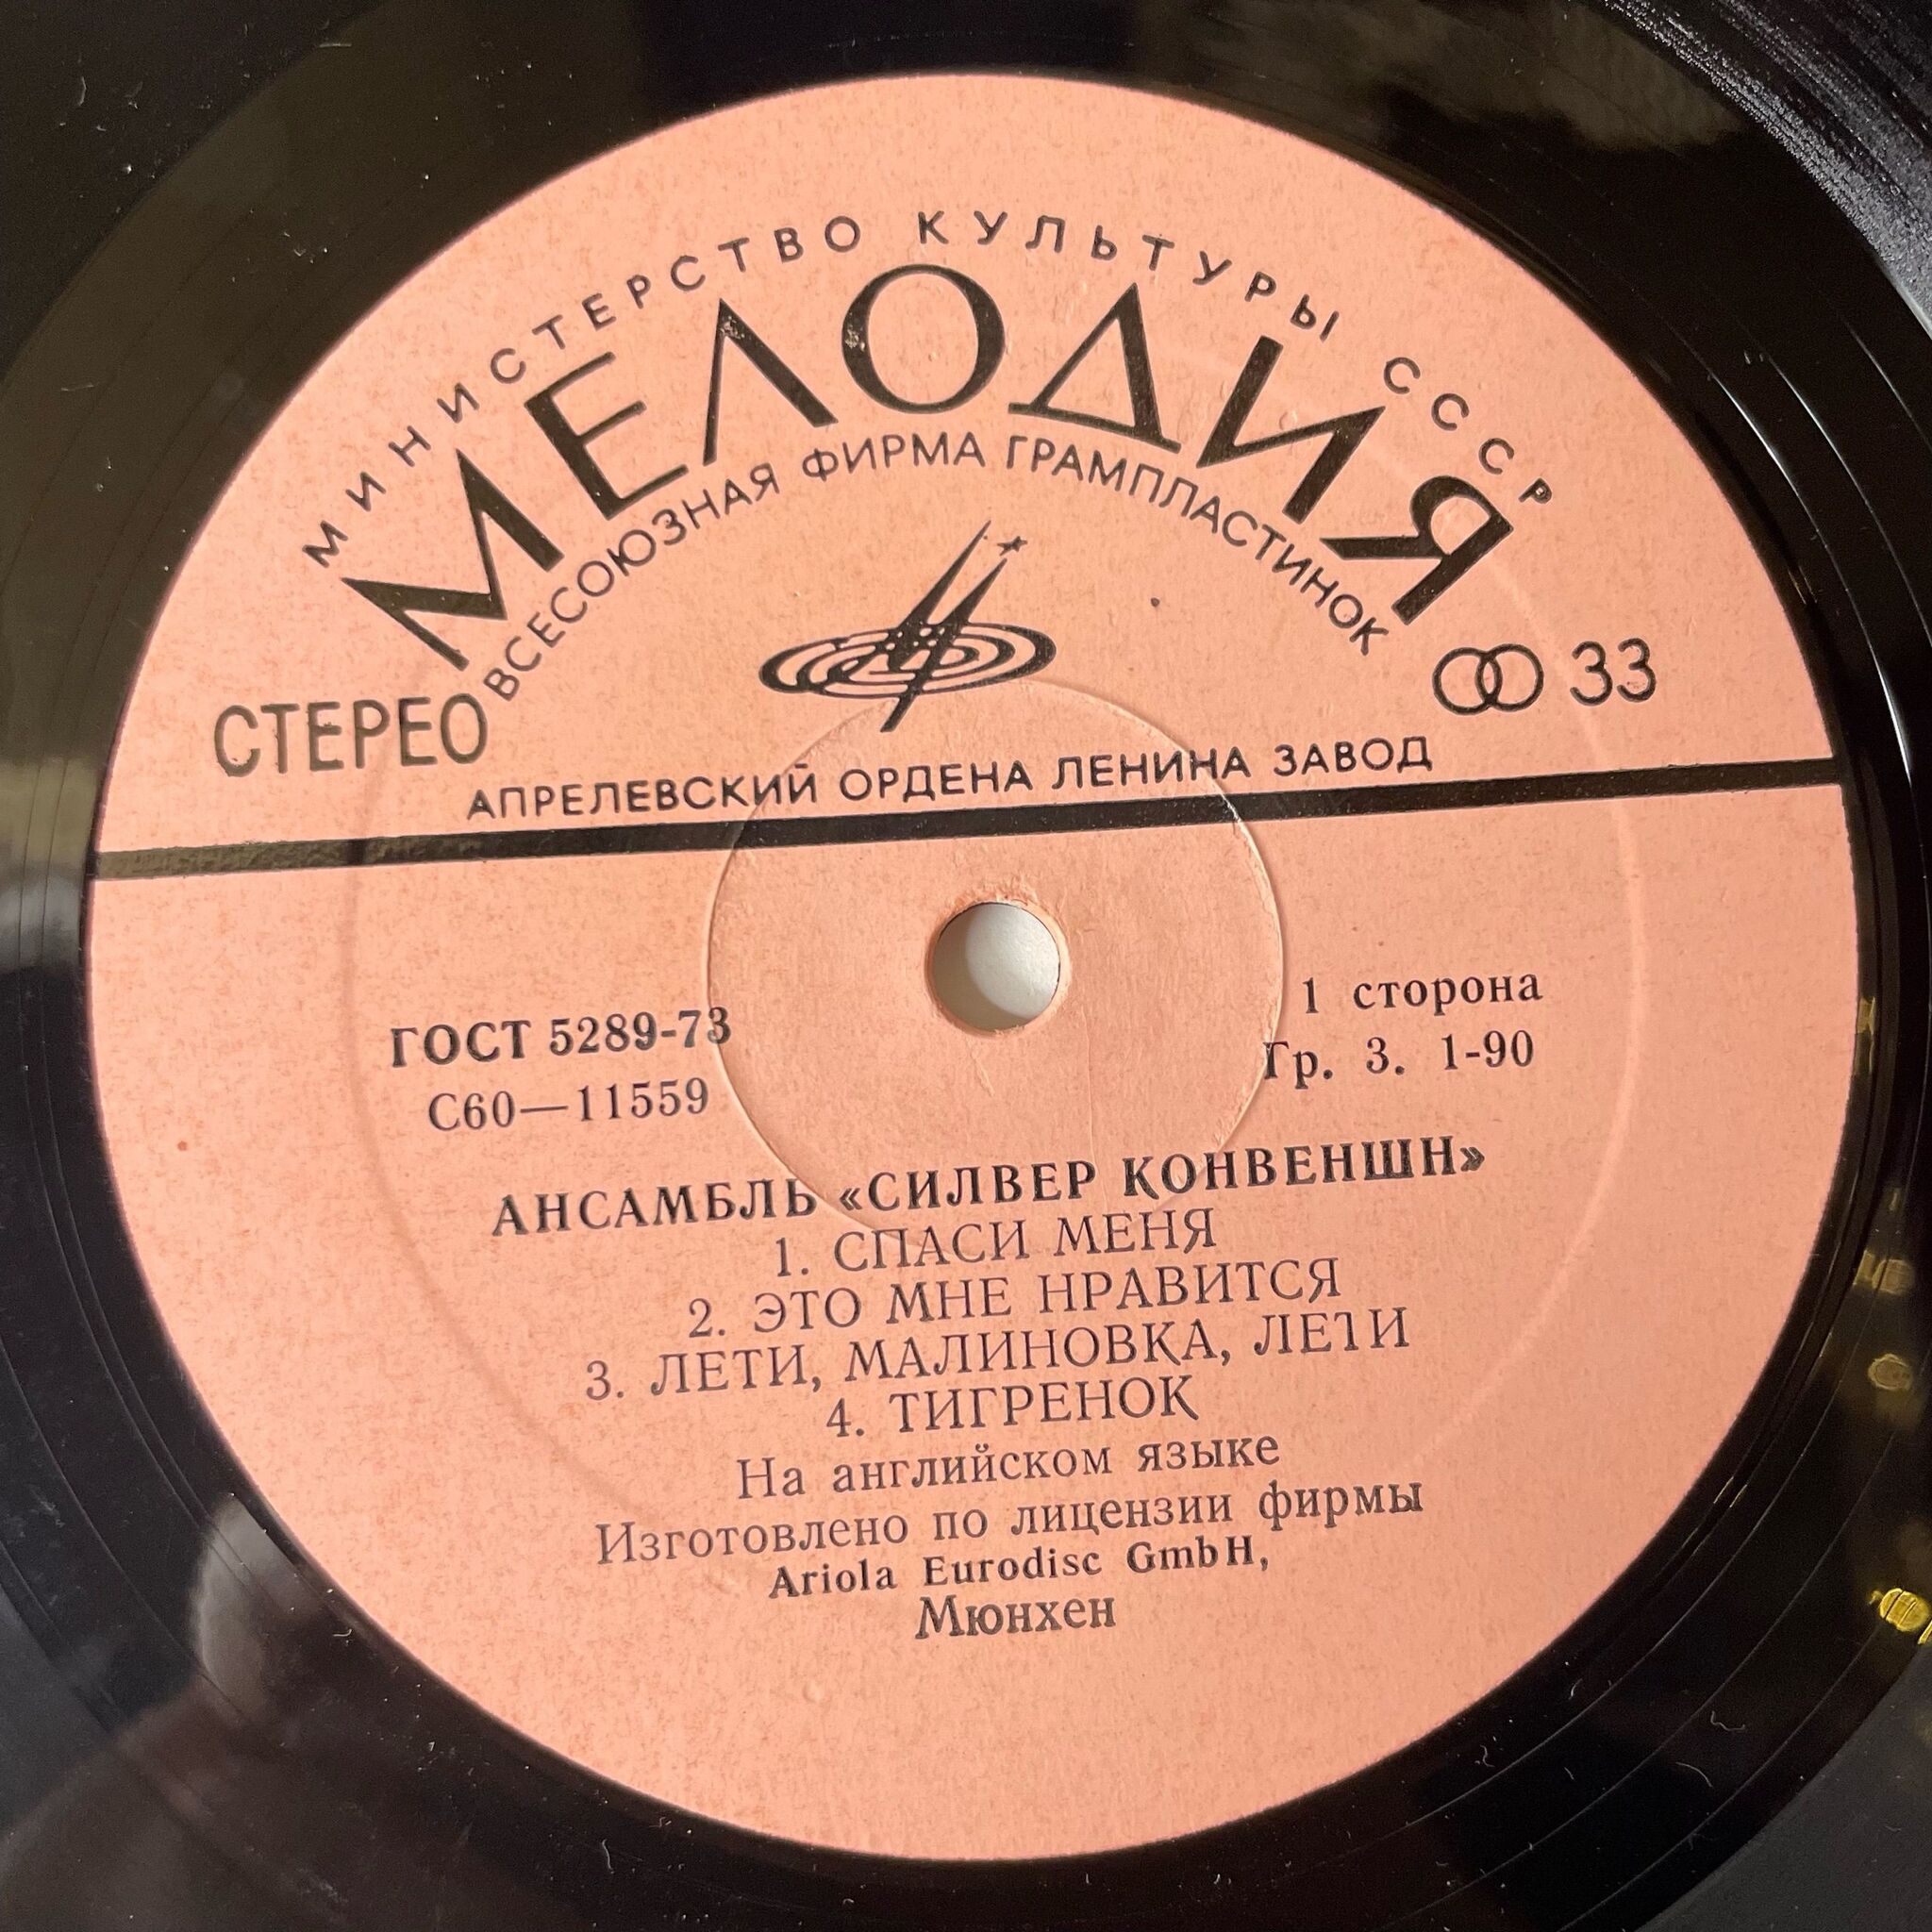 МИНИСТЕРСТВО КУЛЬТУРЫ СССР
МЕЛОДИЯ
ВСЕСОЮЗНАЯ ФИРМА ГРАМПЛАСТИНОК
СТЕРЕО
33
АПРЕЛЕВСКИЙ ОРДЕНА ЛЕНИНА ЗАВОД
ГОСТ 5289-73
С60—11559
1 сторона
Гр. 3. 1-90
АНСАМБЛЬ «СИЛВЕР КОНВЕНШН»
1. СПАСИ МЕНЯ
2. ЭТО МНЕ НРАВИТСЯ
3. ЛЕТИ, МАЛИНОВКА, ЛЕТИ
4. ТИГРЕНОК
На английском языке
Изготовлено по лицензии фирмы
Ariola Eurodisc GmbH,
Мюнхен